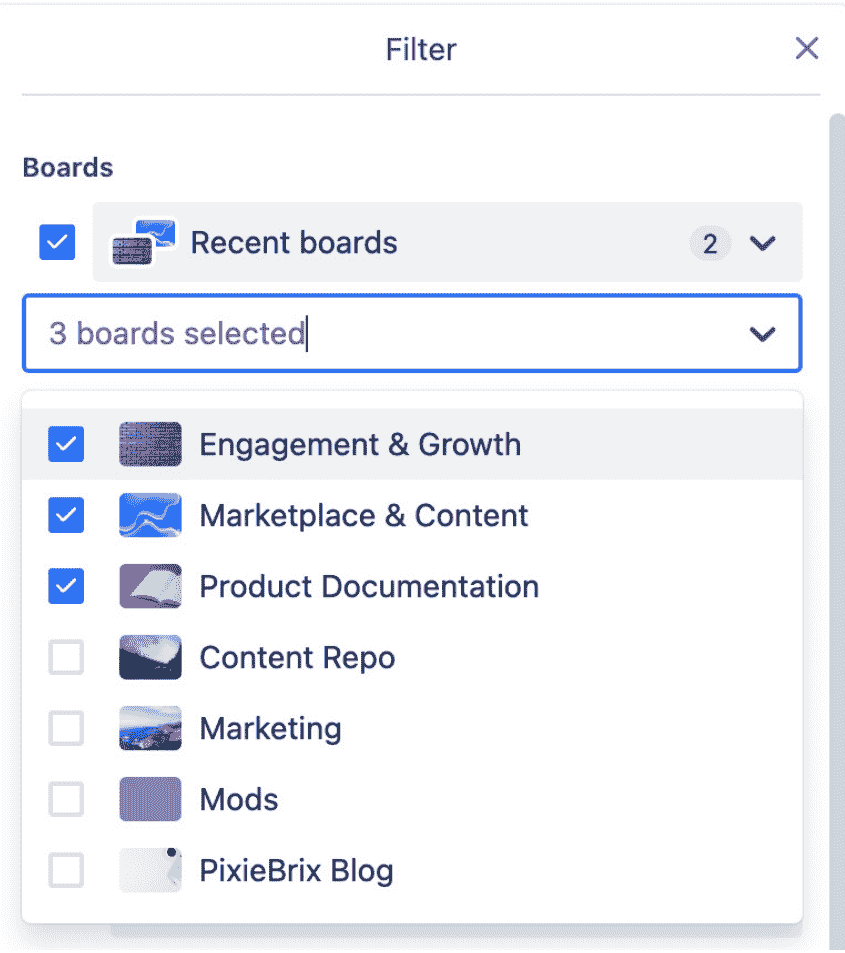 Filter
Boards
Recent boards 2
3 boards selected
Engagement & Growth
Marketplace & Content
Product Documentation
Content Repo
Marketing
Mods
PixieBrix Blog